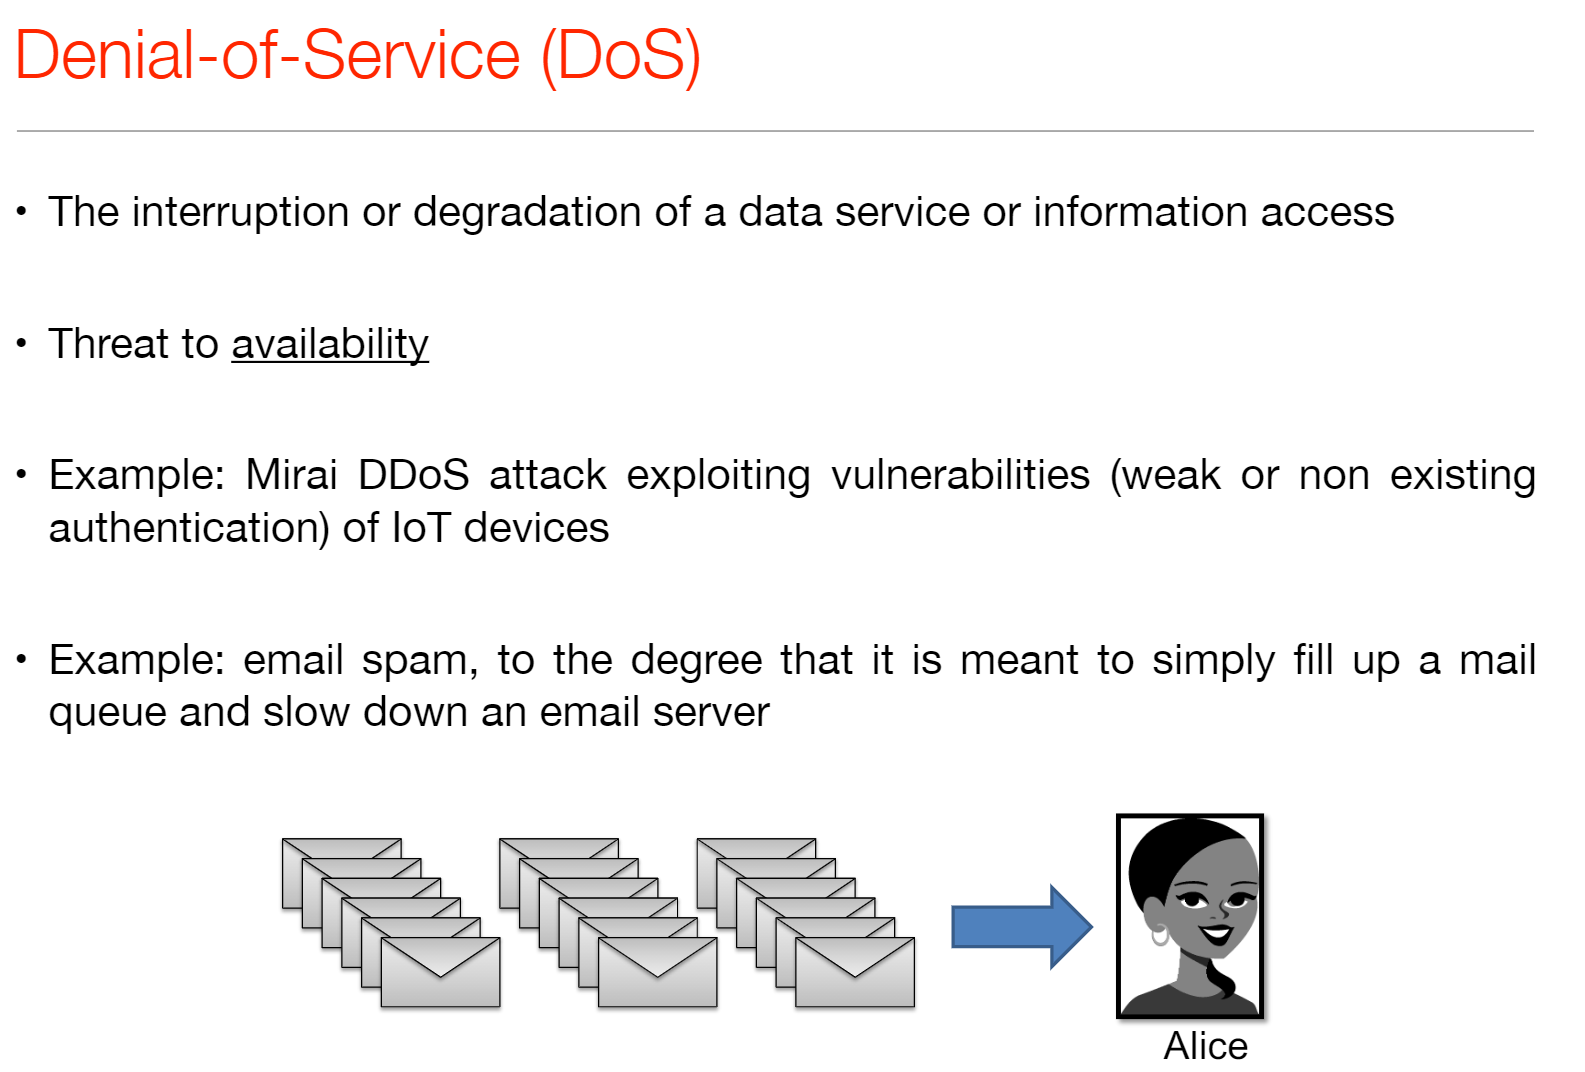 Denial-of-Service (DoS)
• The interruption or degradation of a data service or information access
• Threat to availability
• Example: Mirai DDoS attack exploiting vulnerabilities (weak or non existing
authentication) of IoT devices
• Example: email spam, to the degree that it is meant to simply fill up a mail
queue and slow down an email server
Alice